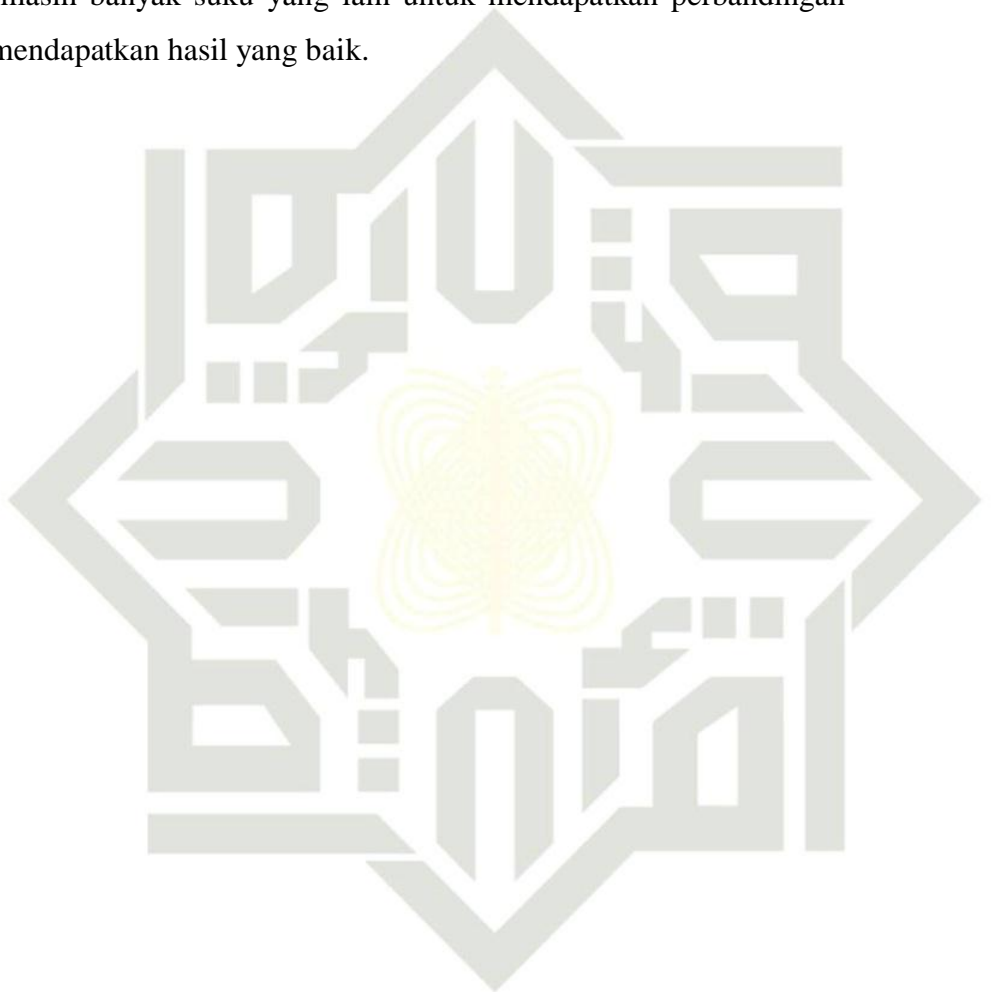 masih banyak suku yang lain untuk mendapatkan perbandingan
mendapatkan hasil yang baik.